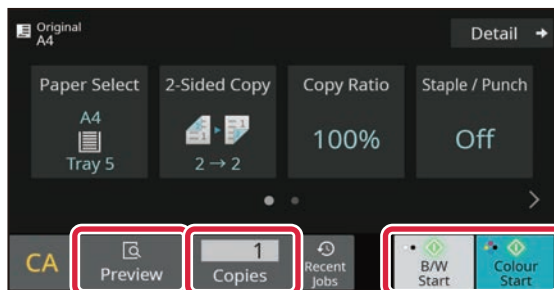 Original
A4
Detail
Paper Select
2-Sided Copy
Copy Ratio
Staple / Punch
A4
Tray 5
2 → 2
100%
Off
CA
Preview
1
Copies
Recent
Jobs
B/W
Start
Colour
Start